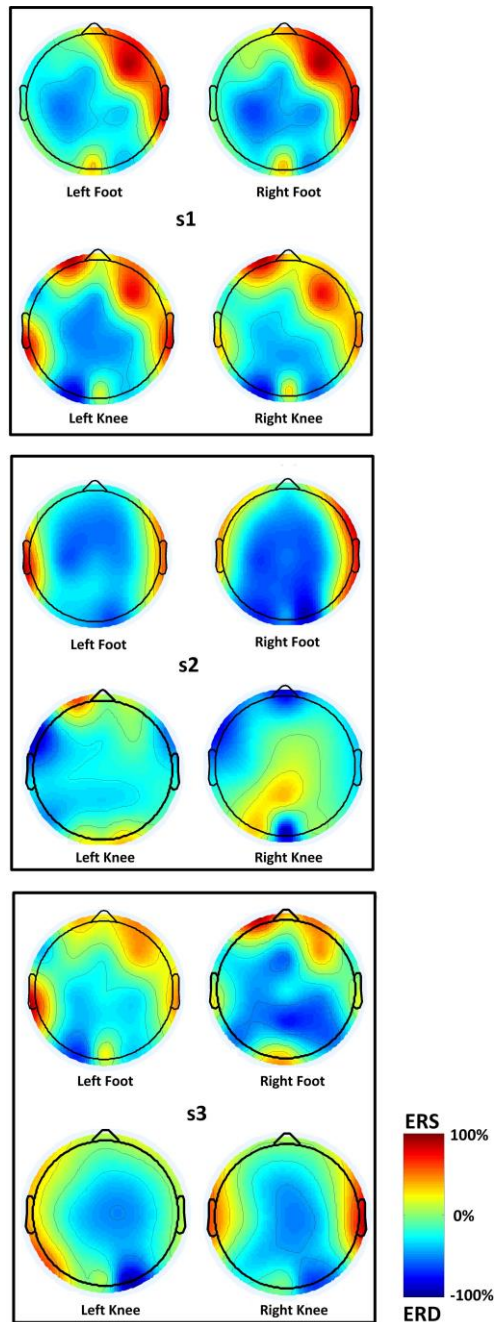 Left Foot
Right Foot
s1
Left Knee
Right Knee
Left Foot
Right Foot
s2
Left Knee
Right Knee
Left Foot
Right Foot
s3
Left Knee
Right Knee
ERS
100%
0%
-100%
ERD